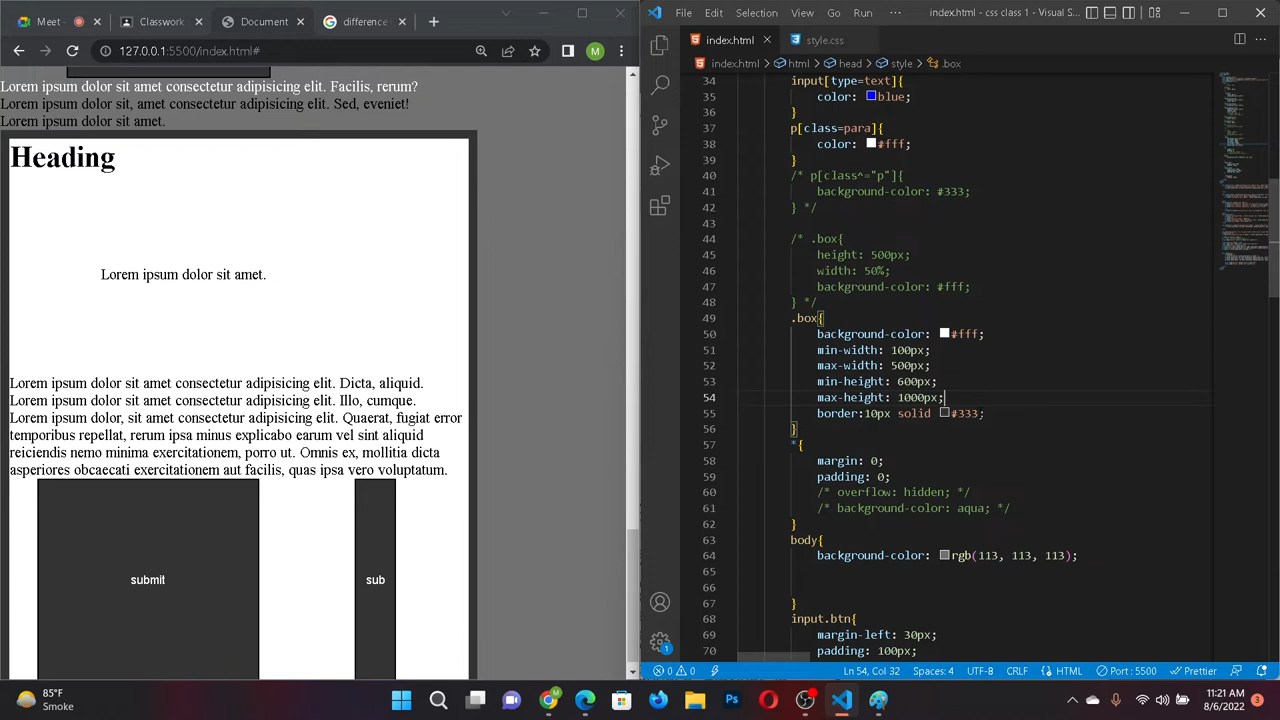 Meet
Classwork
Document
difference
127.0.0.1:5500/index.html#
M
Lorem ipsum dolor sit amet consectetur adipisicing elit. Facilis, rerum?
Lorem ipsum dolor sit, amet consectetur adipisicing elit. Sed, eveniet!
Lorem ipsum dolor sit amet.
Heading
Lorem ipsum dolor sit amet.
Lorem ipsum dolor sit amet consectetur adipisicing elit. Dicta, aliquid.
Lorem ipsum dolor sit amet consectetur adipisicing elit. Illo, cumque.
Lorem ipsum dolor, sit amet consectetur adipisicing elit. Quaerat, fugiat error
temporibus repellat, rerum ipsa minus explicabo earum vel sint aliquid
reiciendis nemo minima exercitationem, porro ut. Omnis ex, mollitia dicta
asperiores obcaecati exercitationem aut facilis, quas ipsa vero voluptatum.
submit sub
File Edit Selection View Go Run ··· index.html - css class 1 - Visual S...
index.html style.css
index.html > html > head > style > .box
34 input[type=text]{
35 color: blue;
36 }
37 p[class=para]{
38 color: #fff;
39 }
40 /* p[class^="p"]{
41 background-color: #333;
42 } */
43
44 /* .box{
45 height: 500px;
46 width: 50%;
47 background-color: #fff;
48 } */
49 .box{
50 background-color: #fff;
51 min-width: 100px;
52 max-width: 500px;
53 min-height: 600px;
54 max-height: 1000px;
55 border:10px solid #333;
56 }
57 *{
58 margin: 0;
59 padding: 0;
60 /* overflow: hidden; */
61 /* background-color: aqua; */
62 }
63 body{
64 background-color: rgb(113, 113, 113);
65
66
67 }
68 input.btn{
69 margin-left: 30px;
70 padding: 100px;
1
0 0 Ln 54, Col 32 Spaces: 4 UTF-8 CRLF HTML Port : 5500 Prettier
85°F
Smoke
Ps
11:21 AM
8/6/2022
3